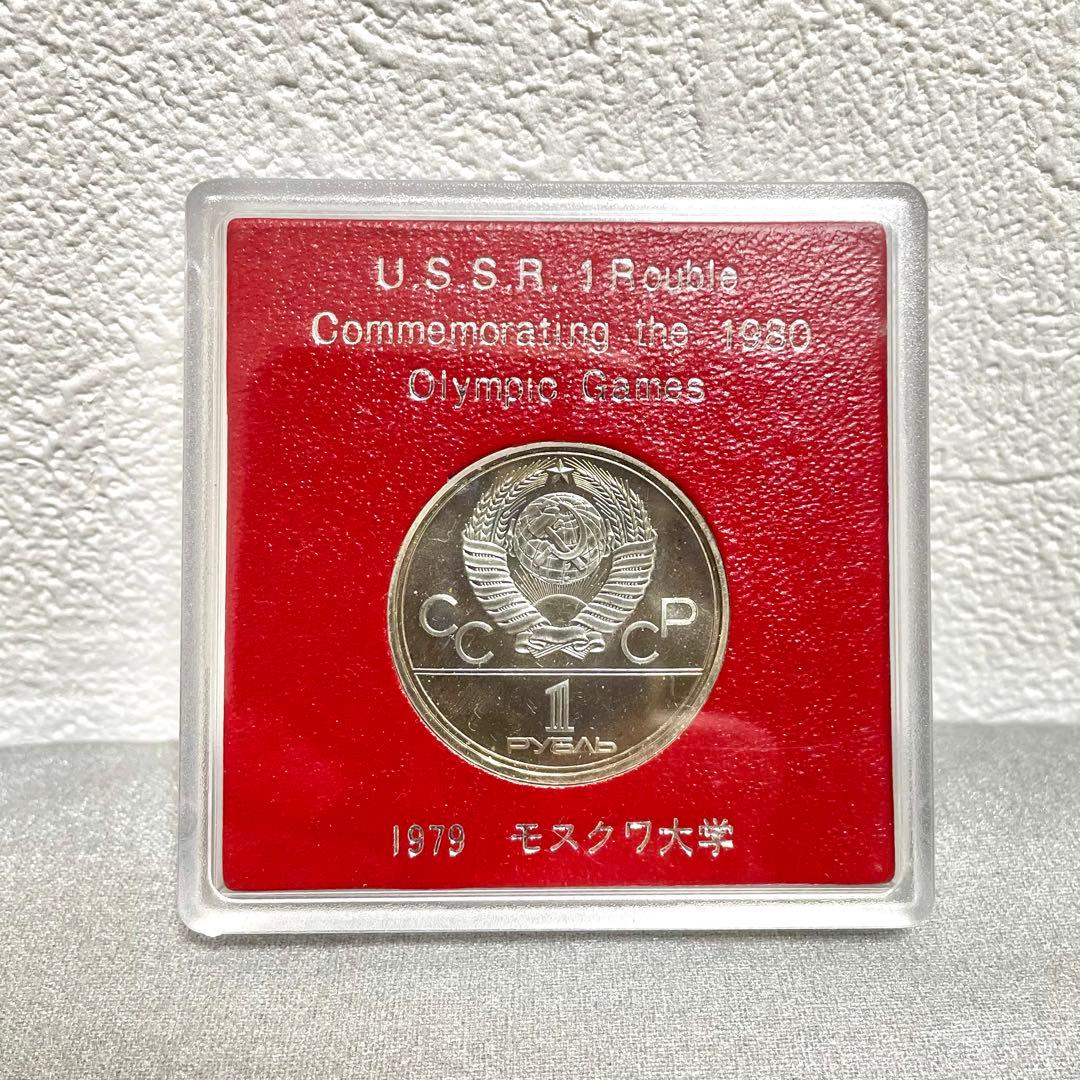 U.S.S.R. 1 Rouble
Commemorating the 1980
Olympic Games
CCCP
1
РУБЛЬ
1979 モスクワ大学